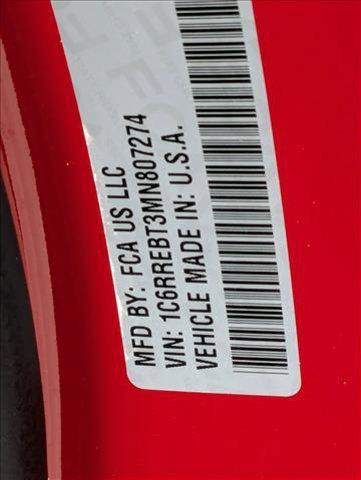 MFD BY: FCA US LLC
VIN: 1C6RREBT3MN807274
VEHICLE MADE IN: U.S.A.